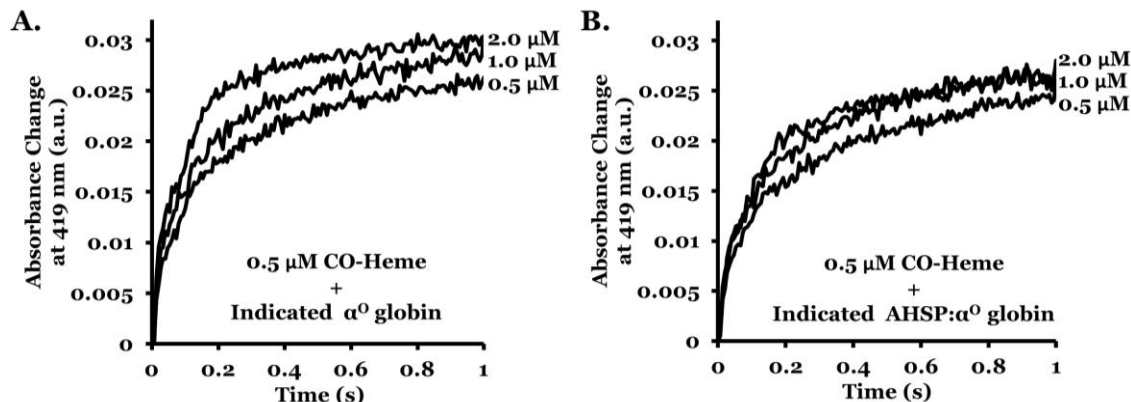 A.
Absorbance Change
at 419 nm (a.u.)
0.03
0.025
0.02
0.015
0.01
0.005
0
2.0 µM
1.0 µM
0.5 µM
0.5 µM CO-Heme
+
Indicated α⁰ globin
0 0.2 0.4 0.6 0.8 1
Time (s)
B.
Absorbance Change
at 419 nm (a.u.)
0.03
0.025
0.02
0.015
0.01
0.005
0
2.0 µM
1.0 µM
0.5 µM
0.5 µM CO-Heme
+
Indicated AHSP:α⁰ globin
0 0.2 0.4 0.6 0.8 1
Time (s)